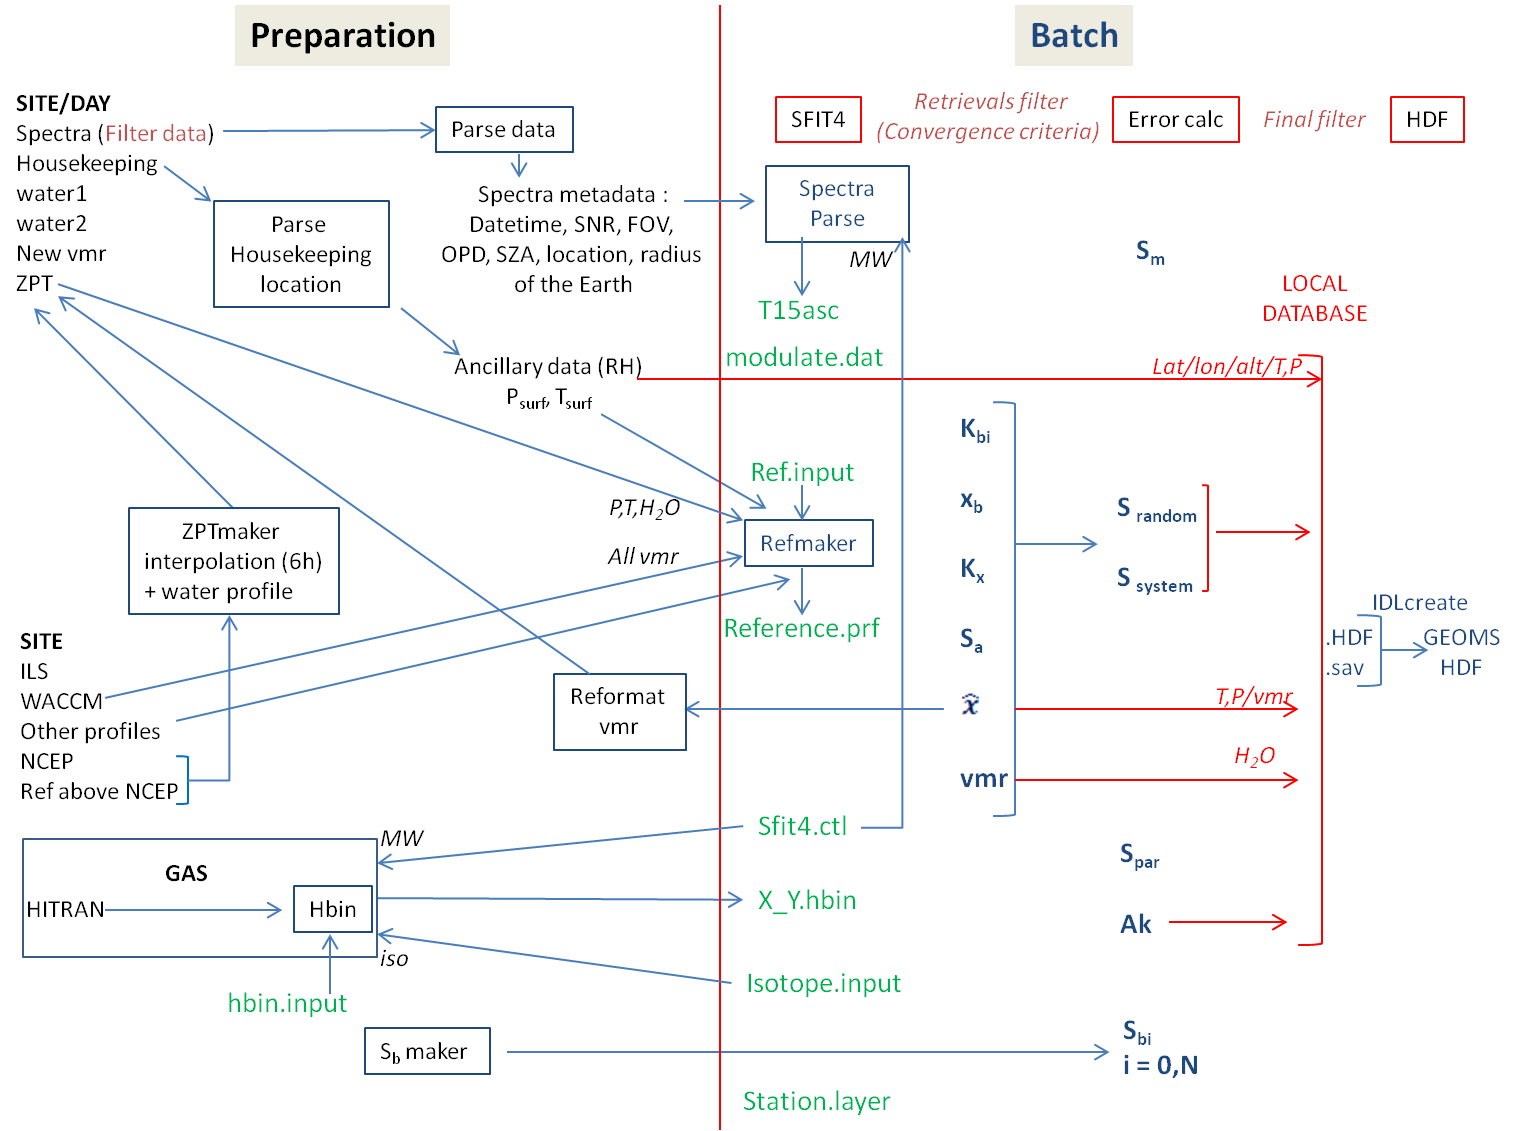 Preparation
Batch
SITE/DAY
Spectra (Filter data)
Housekeeping
water1
water2
New vmr
ZPT
Parse data
Parse
Housekeeping
location
Spectra metadata :
Datetime, SNR, FOV,
OPD, SZA, location, radius
of the Earth
Ancillary data (RH)
Psurf, Tsurf
SFIT4
Retrievals filter
(Convergence criteria)
Error calc
Final filter
HDF
Spectra
Parse
MW
T15asc
modulate.dat
Sm
LOCAL
DATABASE
Lat/lon/alt/T,P
Ref.input
P,T,H2O
All vmr
Refmaker
Reference.prf
Kbi
xb
Kx
Sa
x̂
vmr
S random
S system
T,P/vmr
H2O
IDLcreate
.HDF
.sav
GEOMS
HDF
ZPTmaker
interpolation (6h)
+ water profile
SITE
ILS
WACCM
Other profiles
NCEP
Ref above NCEP
Reformat
vmr
MW
GAS
HITRAN
Hbin
iso
hbin.input
Sfit4.ctl
X_Y.hbin
Isotope.input
Spar
Ak
Sb maker
Sbi
i = 0,N
Station.layer